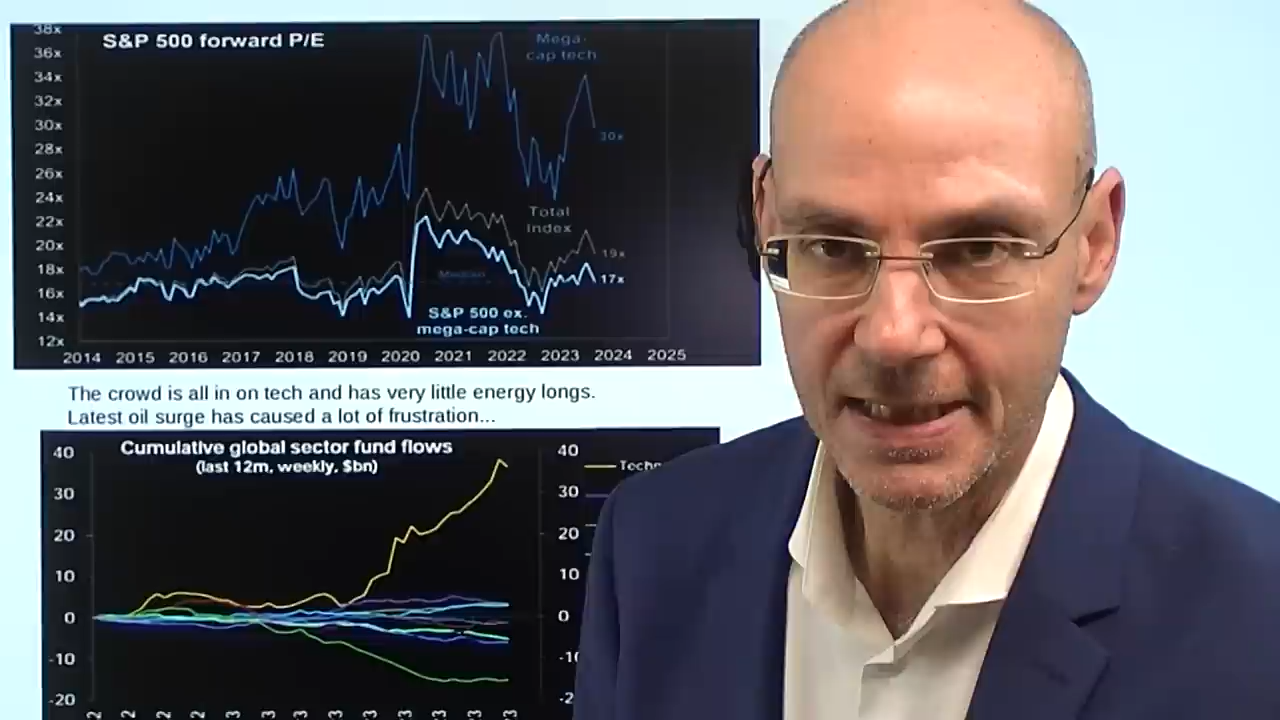 38x
S&P 500 forward P/E
Mega-
cap tech
36x
34x
32x
30x
30x
28x
26x
24x
22x
Total
Index
20x
19x
18x
Median
17x
16x
S&P 500 ex.
mega-cap tech
14x
12x
2014 2015 2016 2017 2018 2019 2020 2021 2022 2023 2024 2025
The crowd is all in on tech and has very little energy longs.
Latest oil surge has caused a lot of frustration...
Cumulative global sector fund flows
(last 12m, weekly, $bn)
40
30
20
10
0
-10
-20
40
30
20
10
0